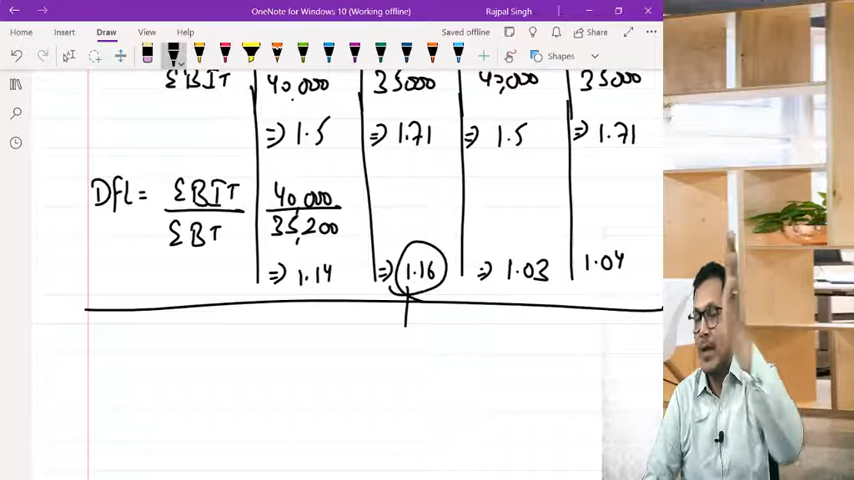 OneNote for Windows 10 (Working offline)
Rajpal Singh
Home Insert Draw View Help
Saved offline
Share
Shapes
EBIT 40,000 35000 40,000 35000
=) 1.5 =) 1.71 =) 1.5 =) 1.71
Dfl = EBIT 40,000
EBT 35,200
=) 1.14 =) 1.16 =) 1.03 1.04